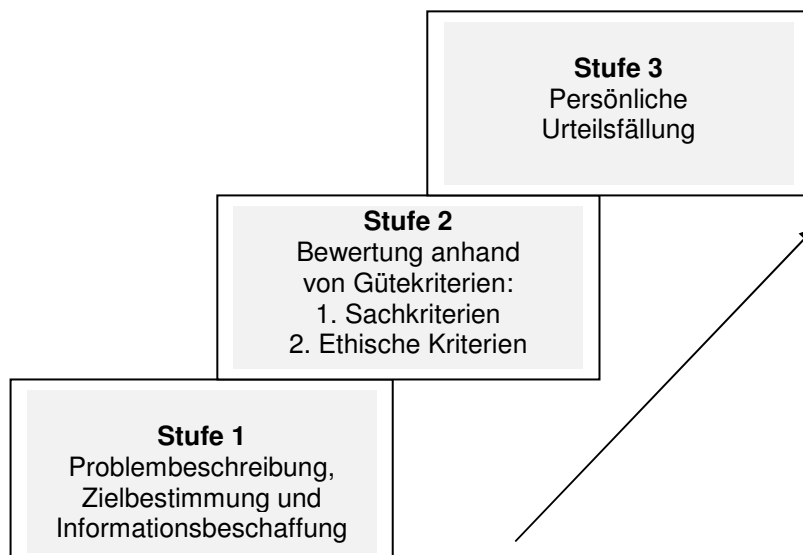 Stufe 3
Persönliche
Urteilsfällung
Stufe 2
Bewertung anhand
von Gütekriterien:
1. Sachkriterien
2. Ethische Kriterien
Stufe 1
Problembeschreibung,
Zielbestimmung und
Informationsbeschaffung